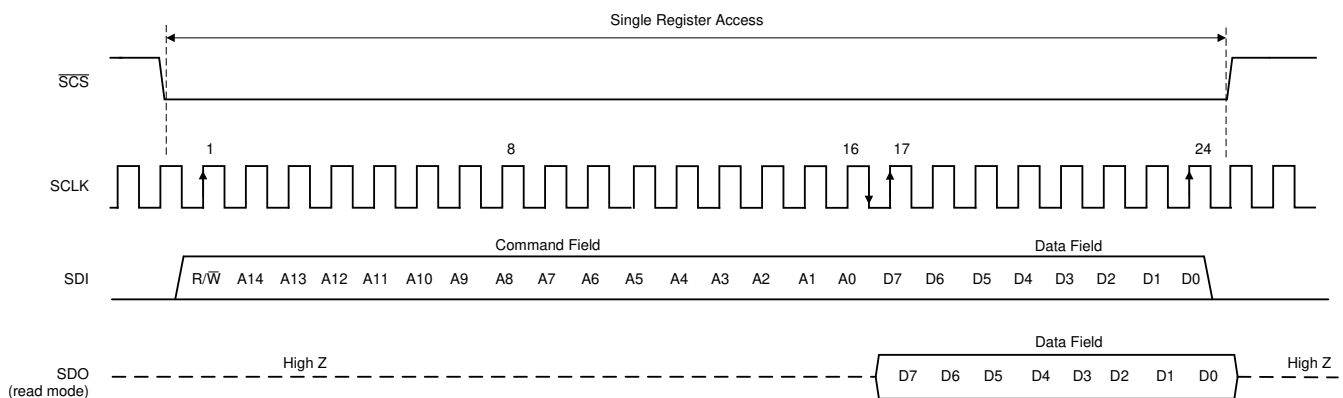 Single Register Access
SCS
1 8 16 17 24
SCLK
Command Field Data Field
SDI R/W A14 A13 A12 A11 A10 A9 A8 A7 A6 A5 A4 A3 A2 A1 A0 D7 D6 D5 D4 D3 D2 D1 D0
Data Field
High Z High Z
SDO D7 D6 D5 D4 D3 D2 D1 D0
(read mode)